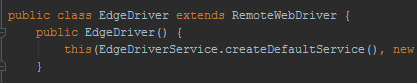 public class EdgeDriver extends RemoteWebDriver {
public EdgeDriver() {
this(EdgeDriverService.createDefaultService(), new
}